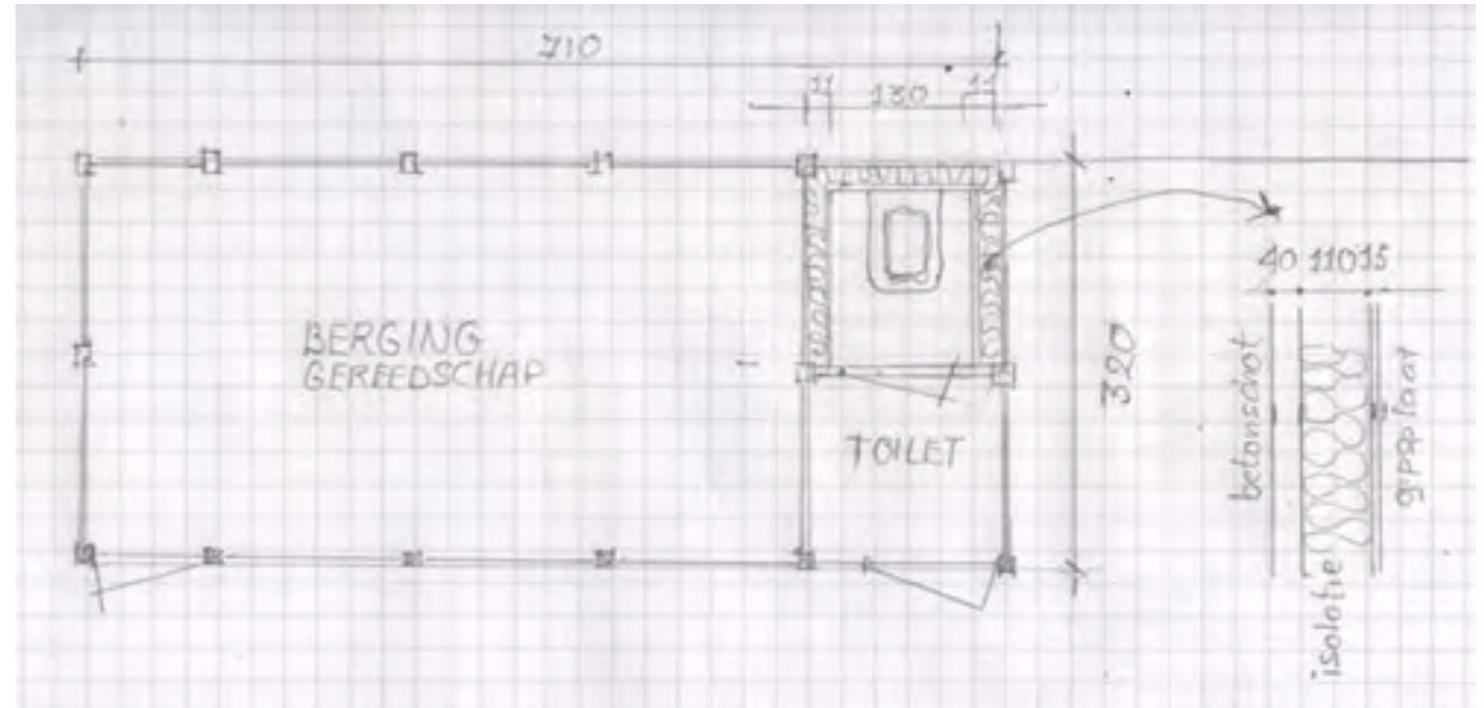 710
11 130 11
BERGING
GEREEDSCHAP
TOILET
320
40 110 15
betonschot
isolatie
gipsplaat